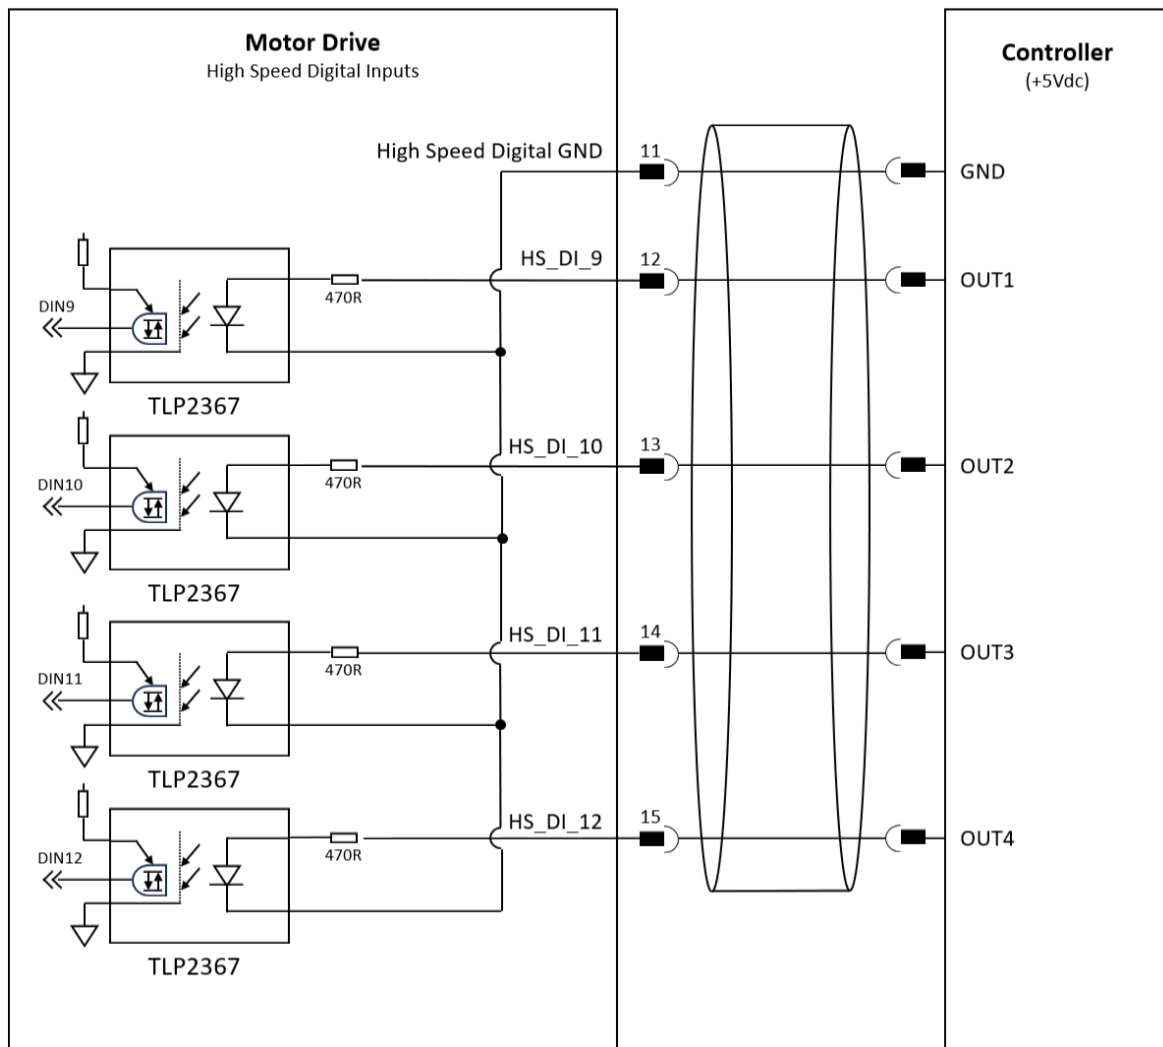 Motor Drive
High Speed Digital Inputs
Controller
(+5Vdc)
High Speed Digital GND
11
GND
HS_DI_9
12
OUT1
470R
DIN9
TLP2367
HS_DI_10
13
OUT2
470R
DIN10
TLP2367
HS_DI_11
14
OUT3
470R
DIN11
TLP2367
HS_DI_12
15
OUT4
470R
DIN12
TLP2367